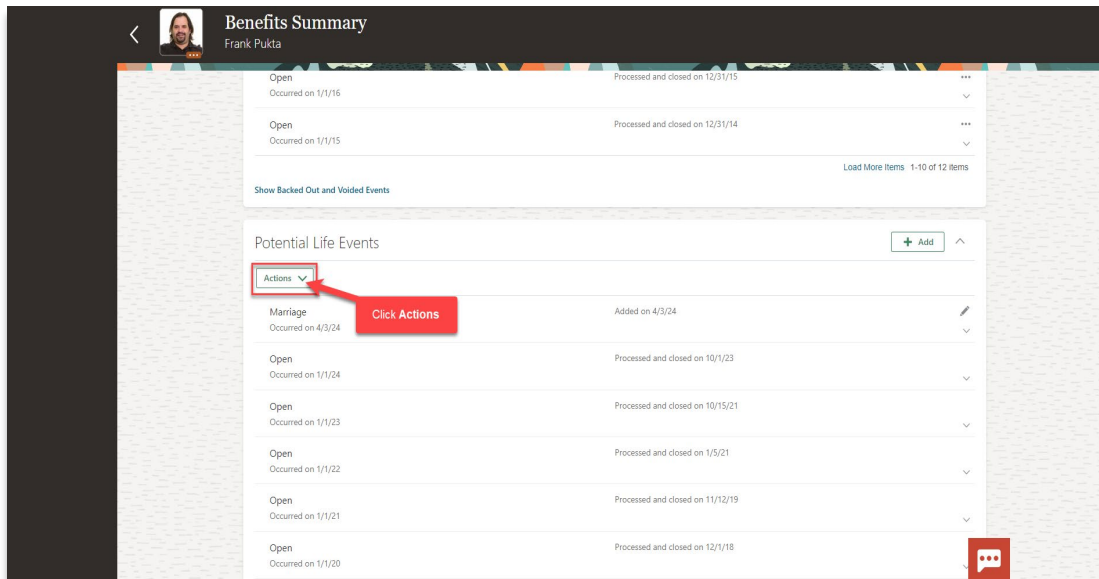 Benefits Summary
Frank Pukta
Open
Processed and closed on 12/31/15
Occurred on 1/1/16
Open
Processed and closed on 12/31/14
Occurred on 1/1/15
Load More Items 1-10 of 12 items
Show Backed Out and Voided Events
Potential Life Events
+ Add
Actions
Click Actions
Marriage
Added on 4/3/24
Occurred on 4/3/24
Open
Processed and closed on 10/1/23
Occurred on 1/1/24
Open
Processed and closed on 10/15/21
Occurred on 1/1/23
Open
Processed and closed on 1/5/21
Occurred on 1/1/22
Open
Processed and closed on 11/12/19
Occurred on 1/1/21
Open
Processed and closed on 12/1/18
Occurred on 1/1/20